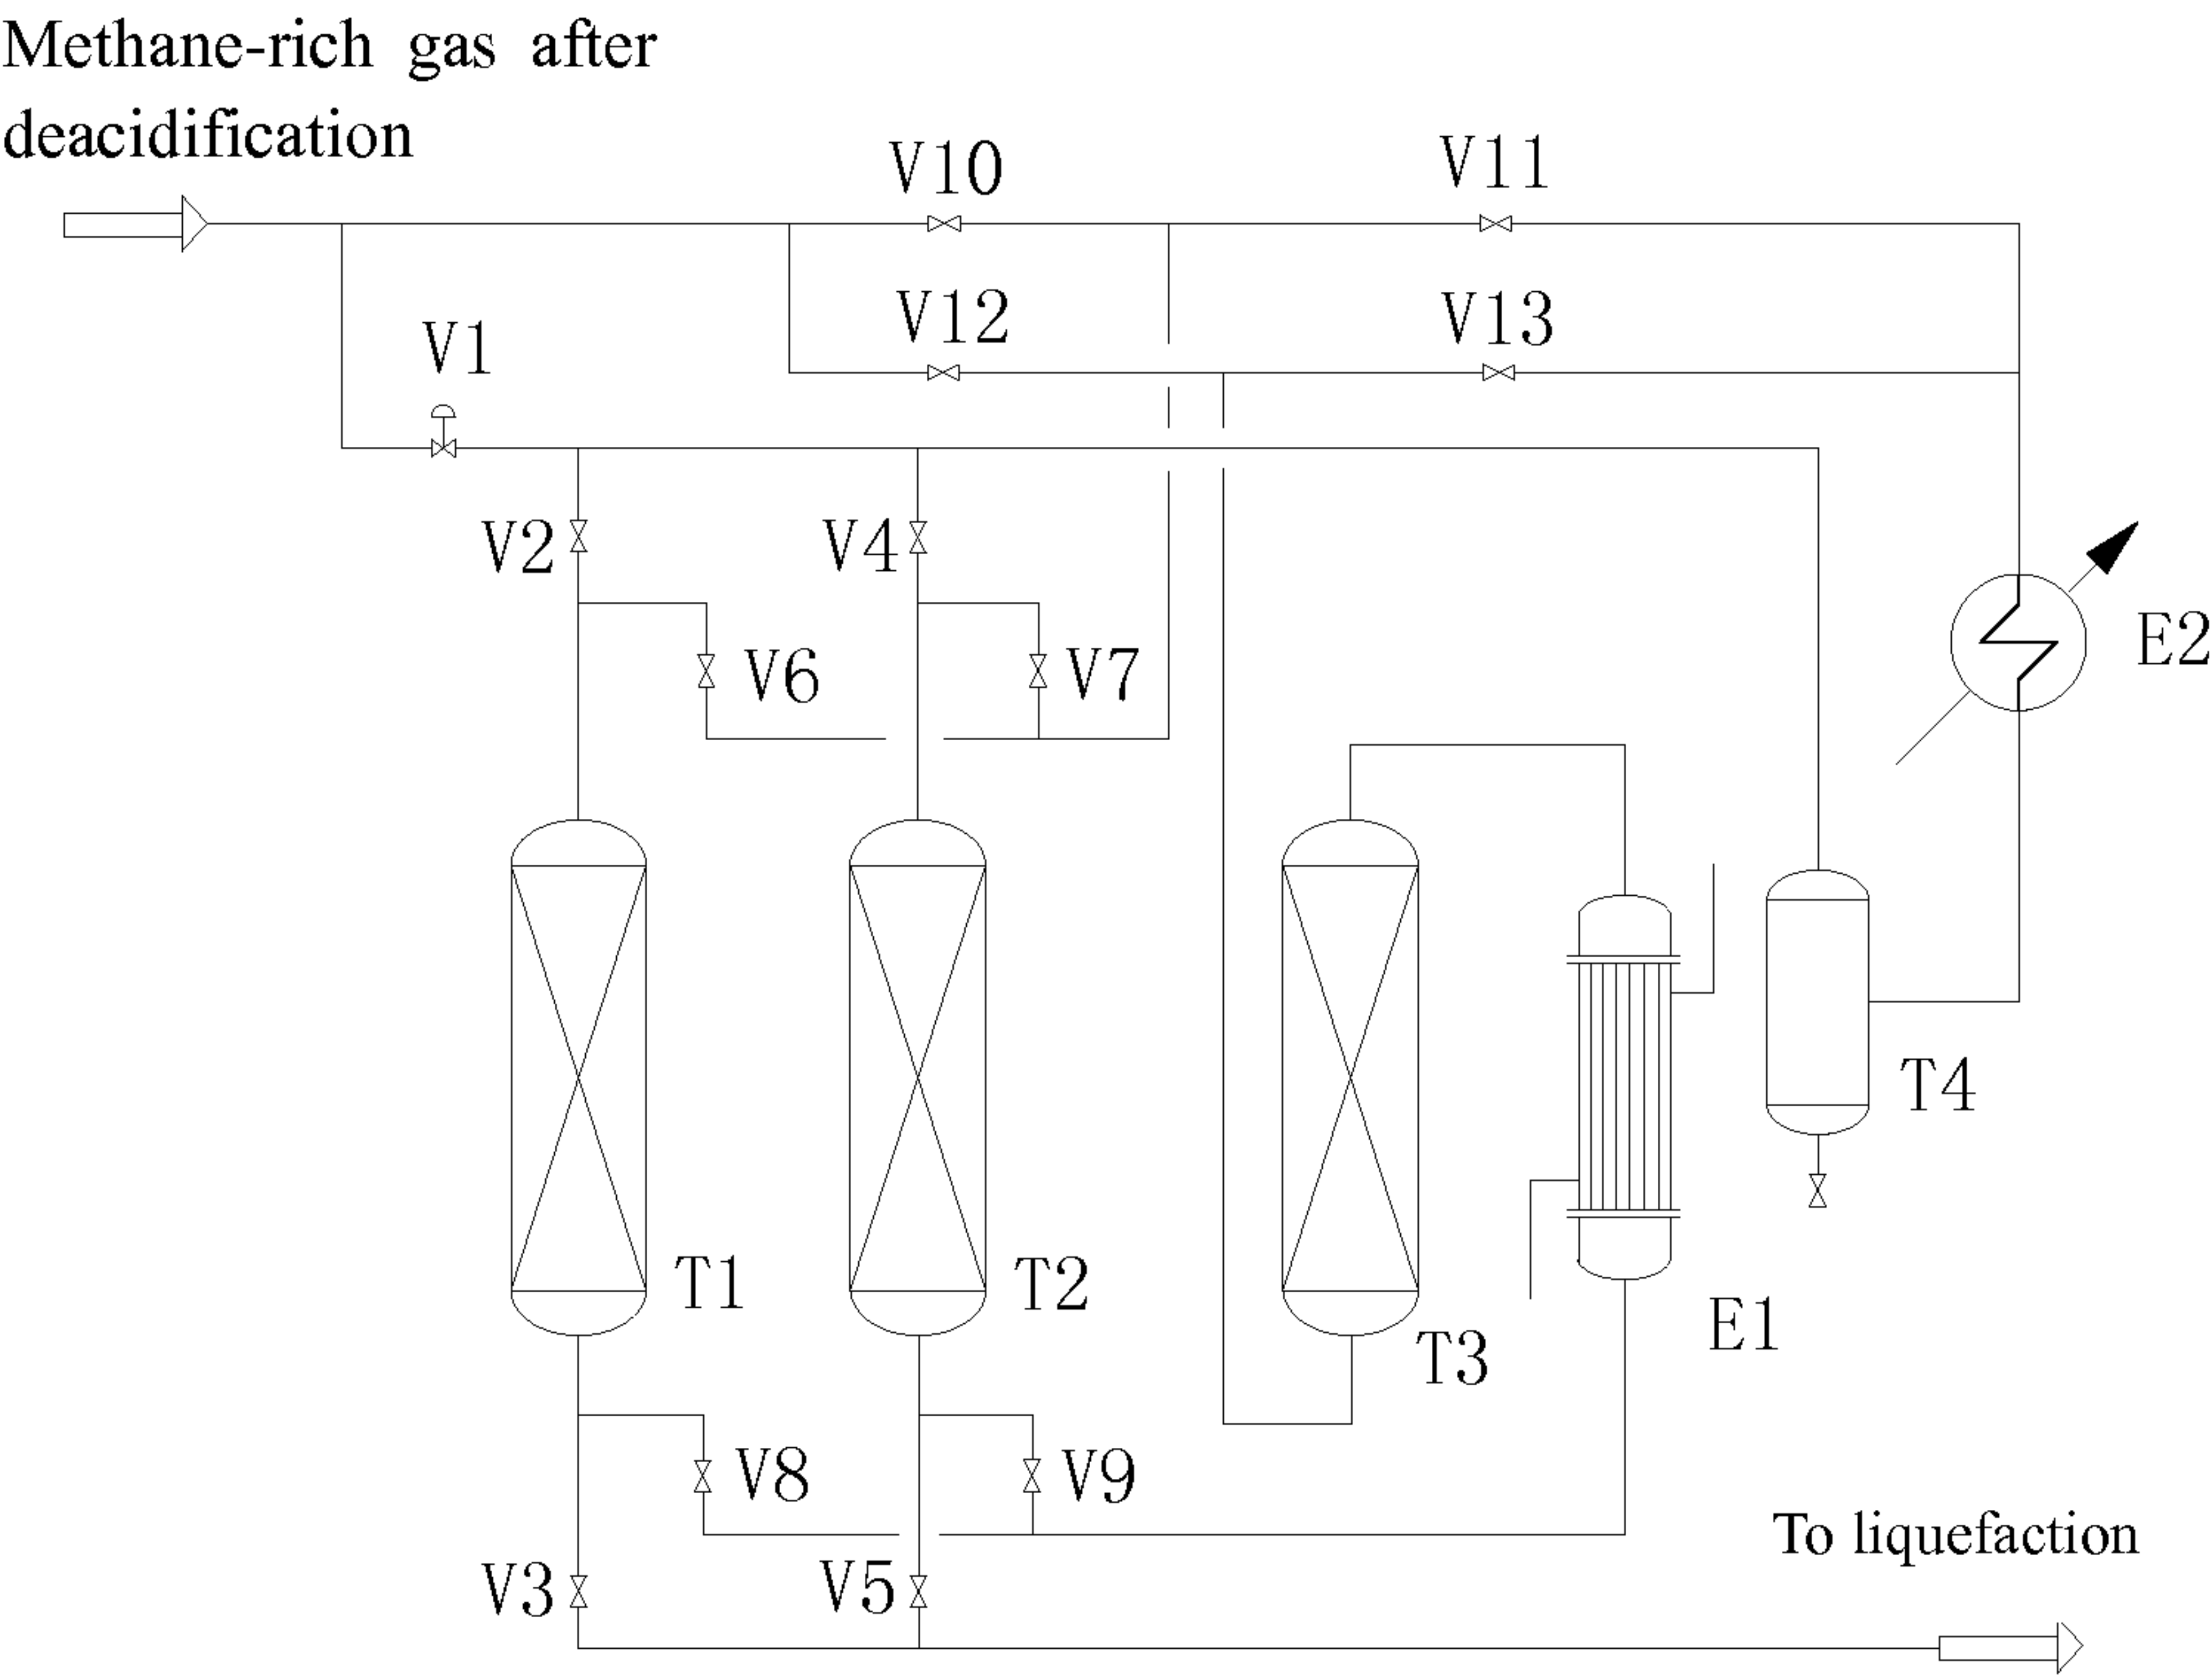 Methane-rich gas after
deacidification
V10
V11
V12
V13
V1
V2
V4
V6
V7
E2
T4
T1
T2
T3
E1
V8
V9
V3
V5
To liquefaction